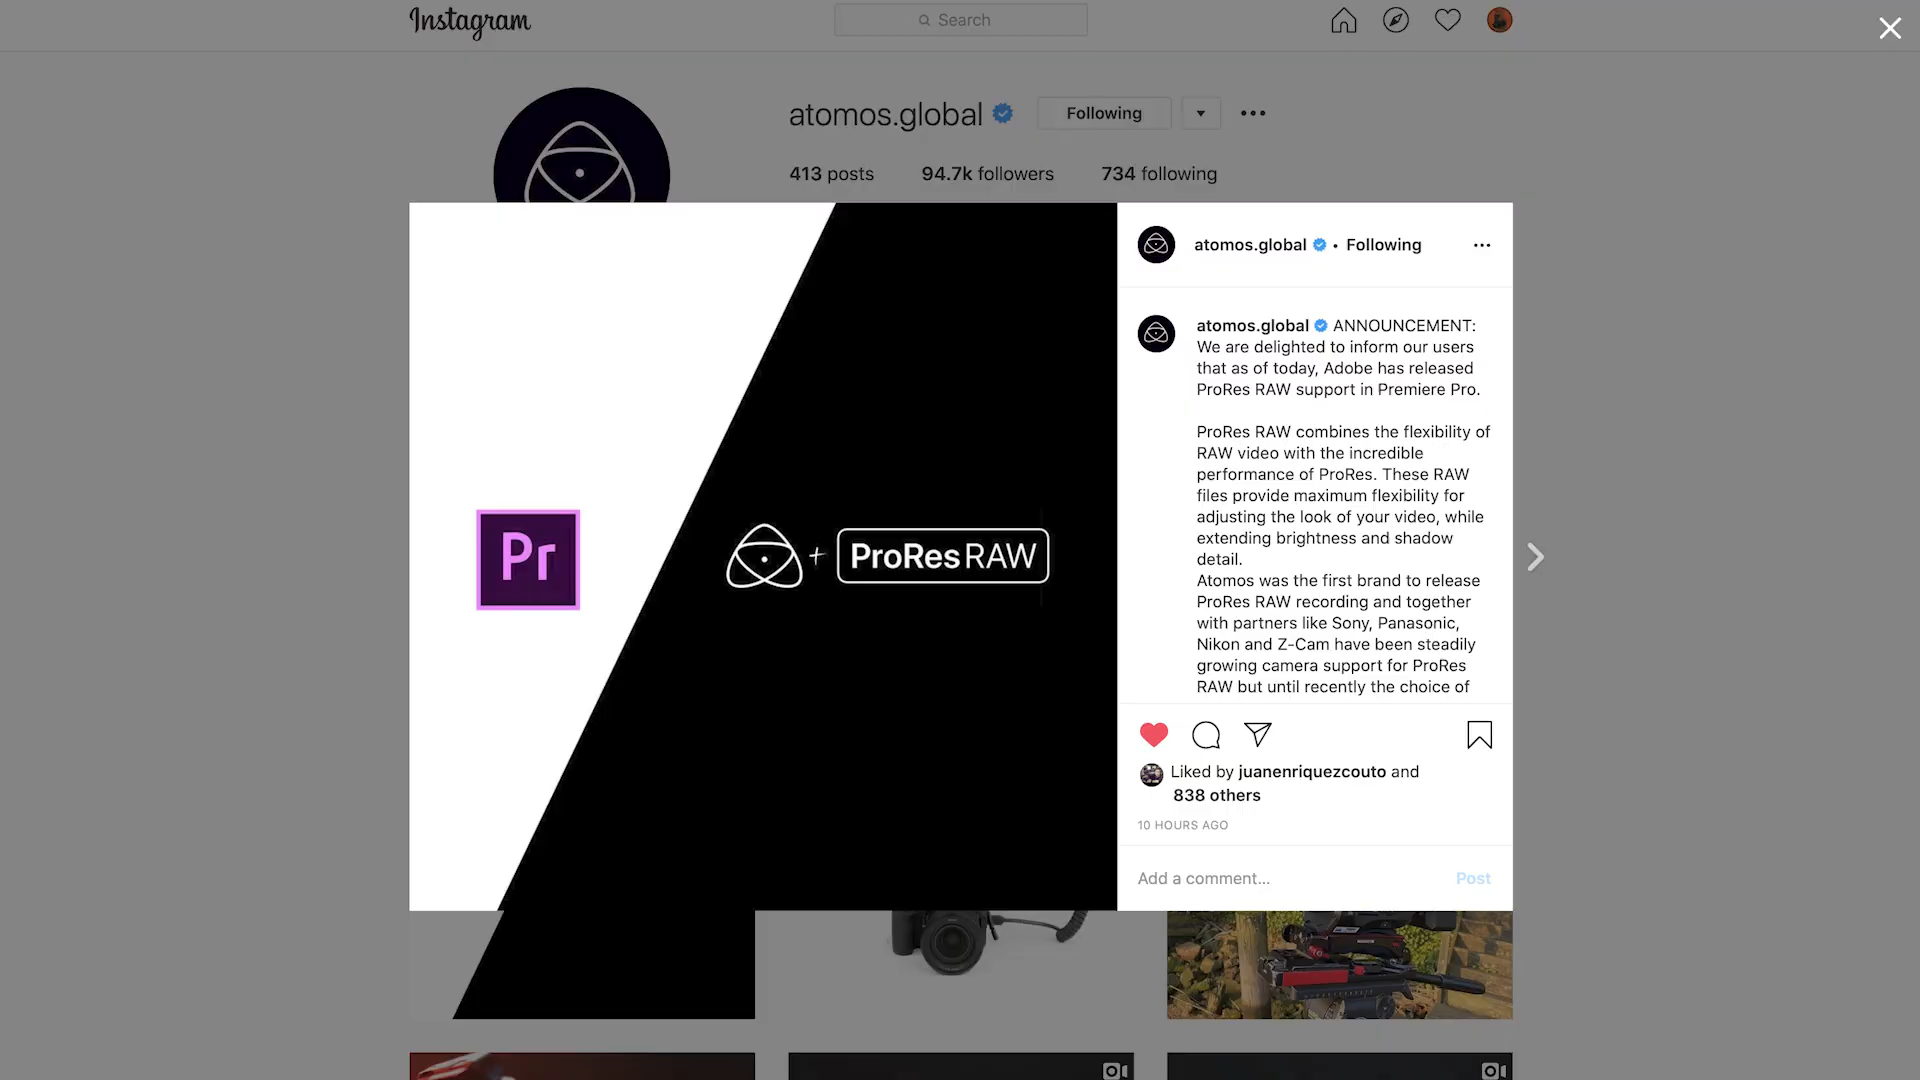 Instagram
Search
atomos.global
Following
413 posts
94.7k followers
734 following
Pr
+
ProRes RAW
atomos.global • Following
atomos.global ANNOUNCEMENT:
We are delighted to inform our users
that as of today, Adobe has released
ProRes RAW support in Premiere Pro.
ProRes RAW combines the flexibility of
RAW video with the incredible
performance of ProRes. These RAW
files provide maximum flexibility for
adjusting the look of your video, while
extending brightness and shadow
detail.
Atomos was the first brand to release
ProRes RAW recording and together
with partners like Sony, Panasonic,
Nikon and Z-Cam have been steadily
growing camera support for ProRes
RAW but until recently the choice of
Liked by juanenriquezcouto and
838 others
10 HOURS AGO
Add a comment...
Post